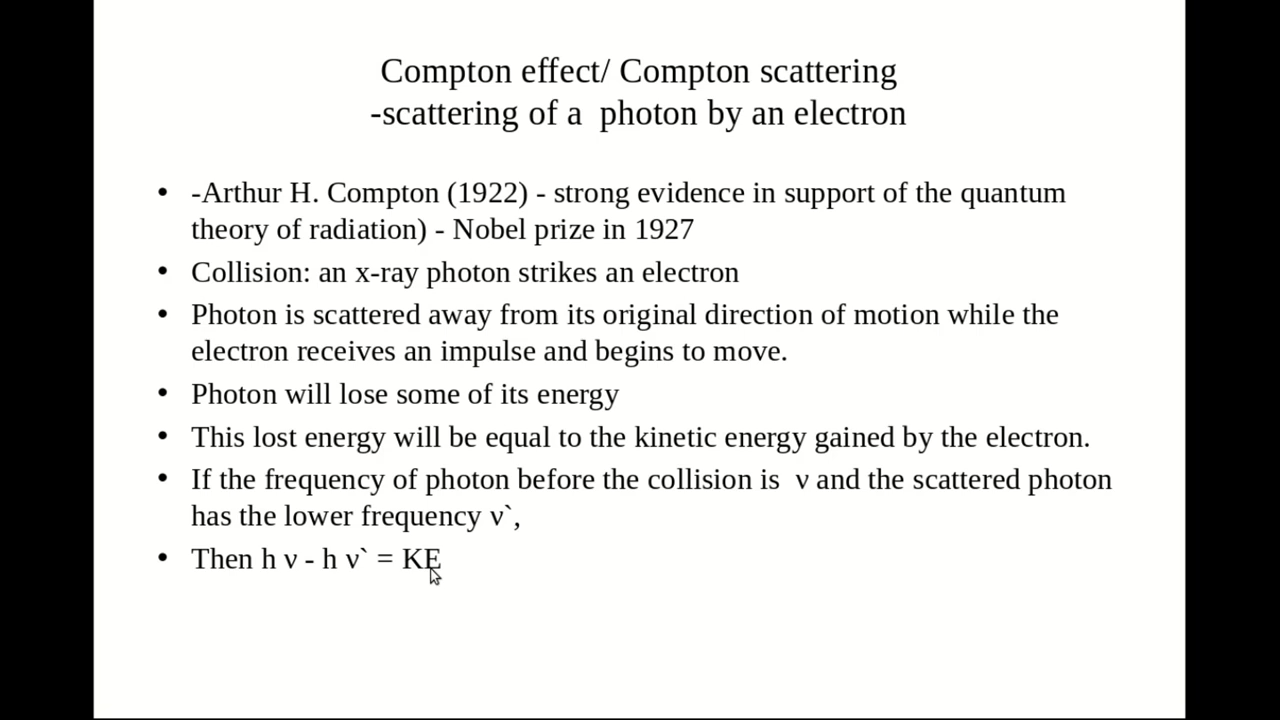 Compton effect/ Compton scattering
-scattering of a  photon by an electron
• -Arthur H. Compton (1922) - strong evidence in support of the quantum
theory of radiation) - Nobel prize in 1927
• Collision: an x-ray photon strikes an electron
• Photon is scattered away from its original direction of motion while the
electron receives an impulse and begins to move.
• Photon will lose some of its energy
• This lost energy will be equal to the kinetic energy gained by the electron.
• If the frequency of photon before the collision is  ν and the scattered photon
has the lower frequency ν`,
• Then h ν - h ν` = KE